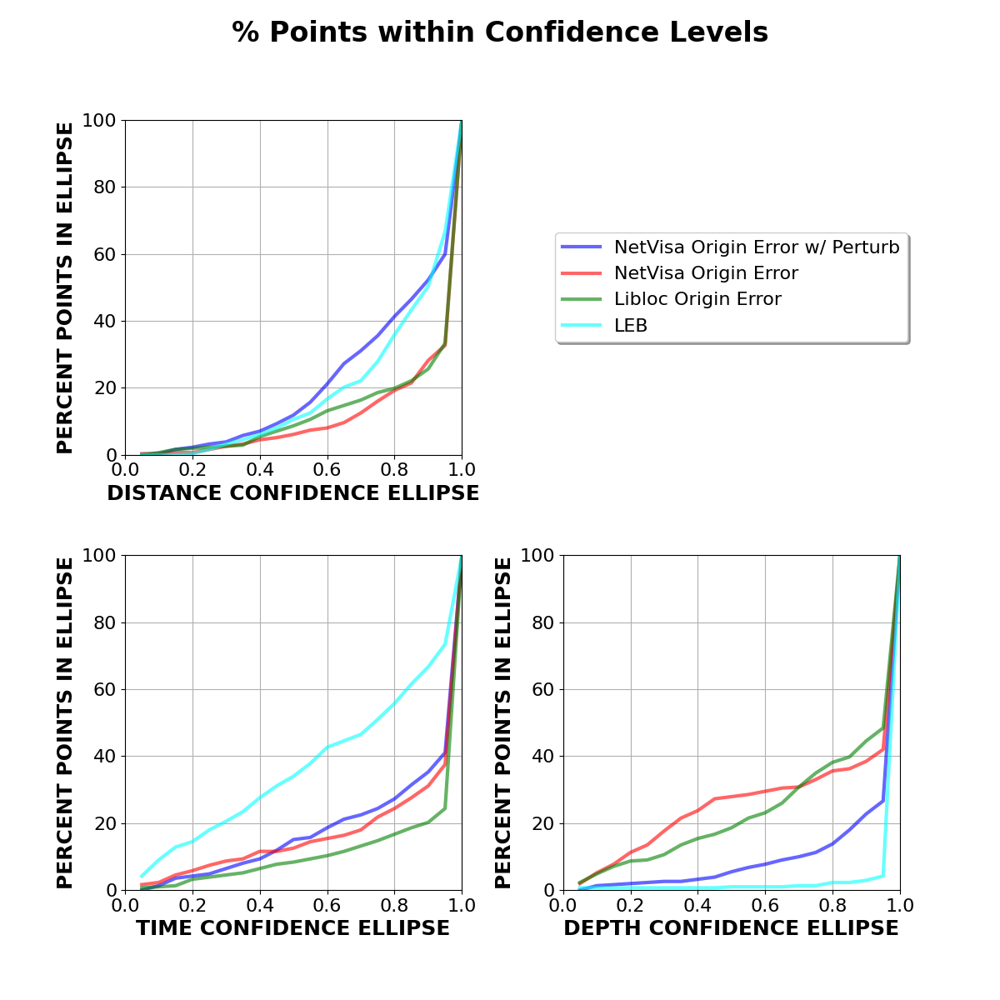 % Points within Confidence Levels
PERCENT POINTS IN ELLIPSE
100
80
60
40
20
0
0.0 0.2 0.4 0.6 0.8 1.0
DISTANCE CONFIDENCE ELLIPSE
NetVisa Origin Error w/ Perturb
NetVisa Origin Error
Libloc Origin Error
LEB
PERCENT POINTS IN ELLIPSE
100
80
60
40
20
0
0.0 0.2 0.4 0.6 0.8 1.0
TIME CONFIDENCE ELLIPSE
PERCENT POINTS IN ELLIPSE
100
80
60
40
20
0
0.0 0.2 0.4 0.6 0.8 1.0
DEPTH CONFIDENCE ELLIPSE